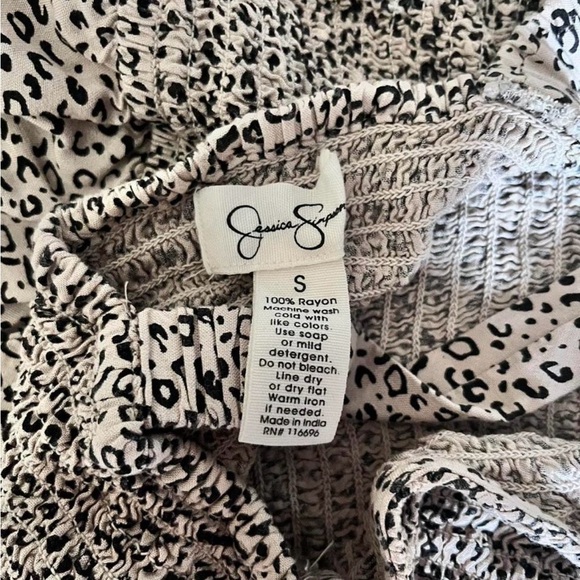 Jessica Simpson
S
100% Rayon
Machine wash
cold with
like colors.
Use soap
or mild
detergent.
Do not bleach.
Line dry
or dry flat
Warm iron
if needed.
Made in India
RN# 116696